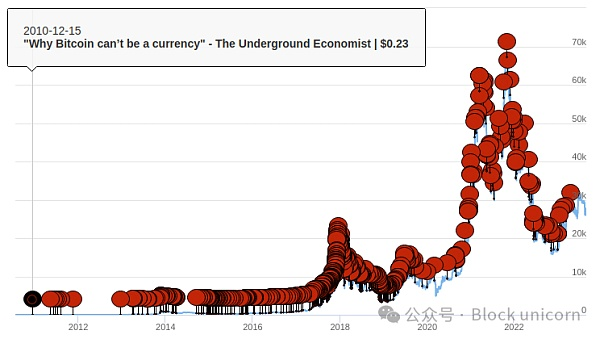 2010-12-15
"Why Bitcoin can't be a currency" - The Underground Economist | $0.23
70k
60k
50k
40k
30k
20k
10k
0
2012
2014
2016
2018
2020
2022
公众号 · Block unicorn